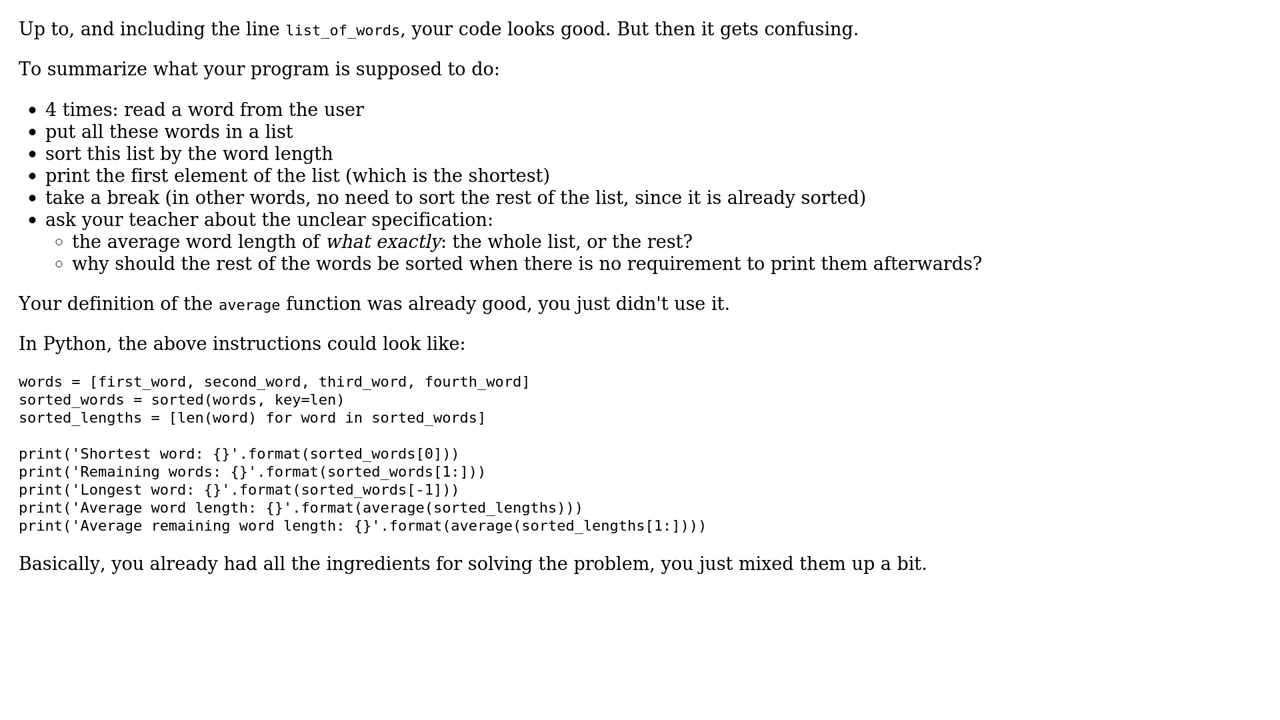 Up to, and including the line list_of_words, your code looks good. But then it gets confusing.
To summarize what your program is supposed to do:
• 4 times: read a word from the user
• put all these words in a list
• sort this list by the word length
• print the first element of the list (which is the shortest)
• take a break (in other words, no need to sort the rest of the list, since it is already sorted)
• ask your teacher about the unclear specification:
◦ the average word length of what exactly: the whole list, or the rest?
◦ why should the rest of the words be sorted when there is no requirement to print them afterwards?
Your definition of the average function was already good, you just didn't use it.
In Python, the above instructions could look like:
words = [first_word, second_word, third_word, fourth_word]
sorted_words = sorted(words, key=len)
sorted_lengths = [len(word) for word in sorted_words]
print('Shortest word: {}'.format(sorted_words[0]))
print('Remaining words: {}'.format(sorted_words[1:]))
print('Longest word: {}'.format(sorted_words[-1]))
print('Average word length: {}'.format(average(sorted_lengths)))
print('Average remaining word length: {}'.format(average(sorted_lengths[1:])))
Basically, you already had all the ingredients for solving the problem, you just mixed them up a bit.